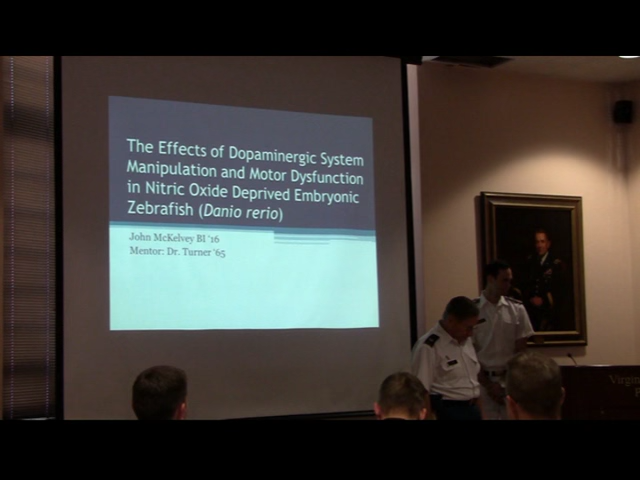 The Effects of Dopaminergic System
Manipulation and Motor Dysfunction
in Nitric Oxide Deprived Embryonic
Zebrafish (Danio rerio)
John McKelvey BI '16
Mentor: Dr. Turner '65